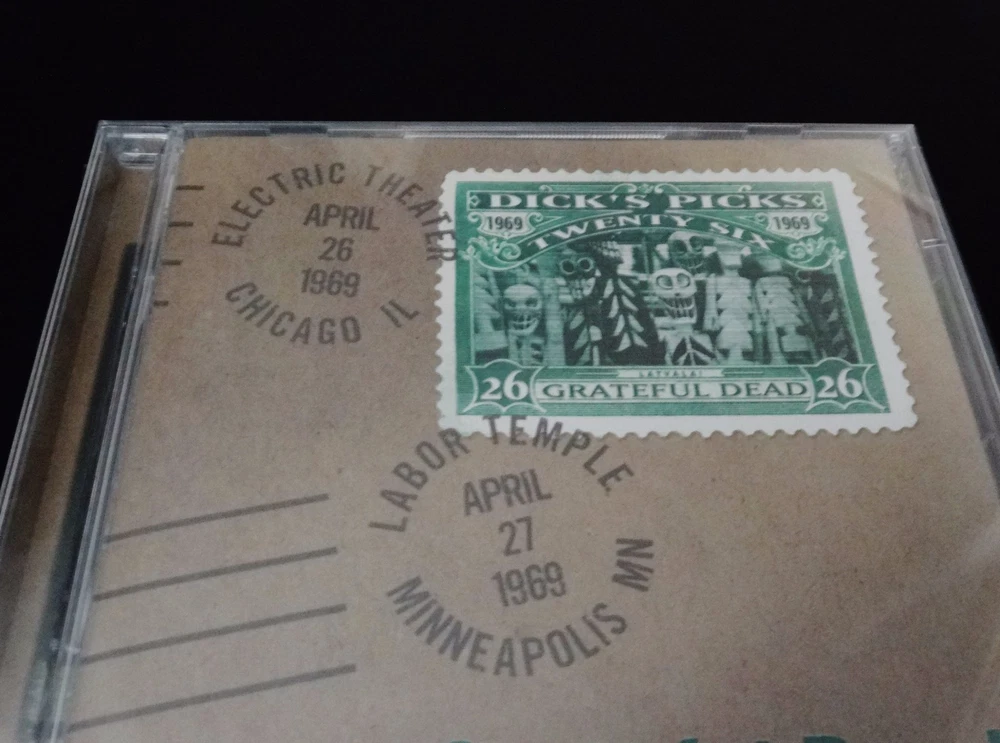 ELECTRIC THEATER
APRIL
26
1969
CHICAGO IL
DICK'S PICKS
1969 TWENTY SIX 1969
LATVALA!
26 GRATEFUL DEAD 26
LABOR TEMPLE
APRIL
27
1969
MINNEAPOLIS MN